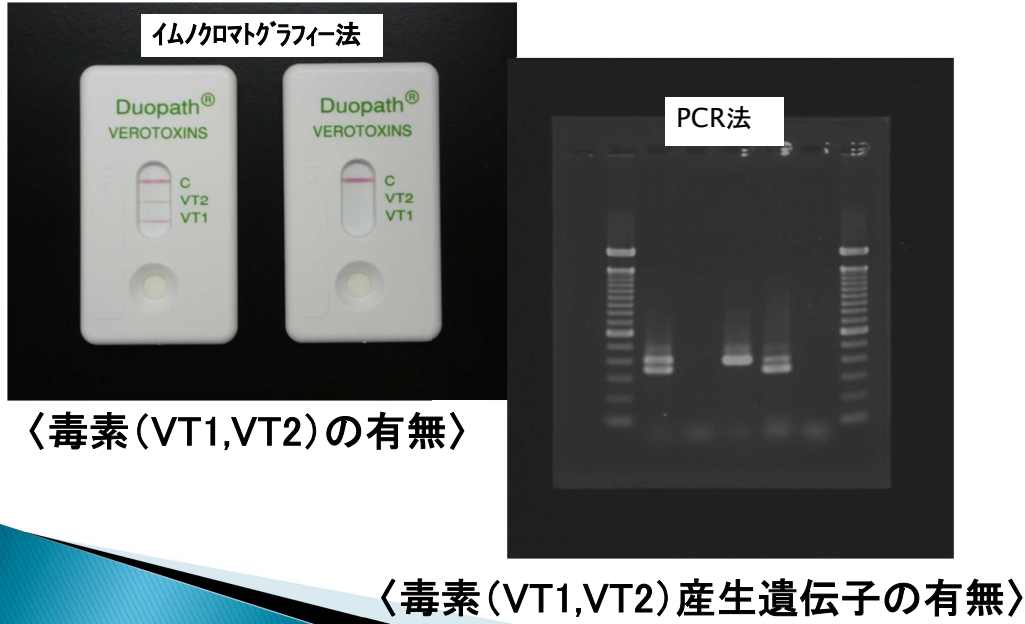 イムノクロマトグラフィー法
Duopath®
VEROTOXINS
C
VT2
VT1
Duopath®
VEROTOXINS
C
VT2
VT1
PCR法
〈毒素(VT1,VT2)の有無〉
〈毒素(VT1,VT2)産生遺伝子の有無〉